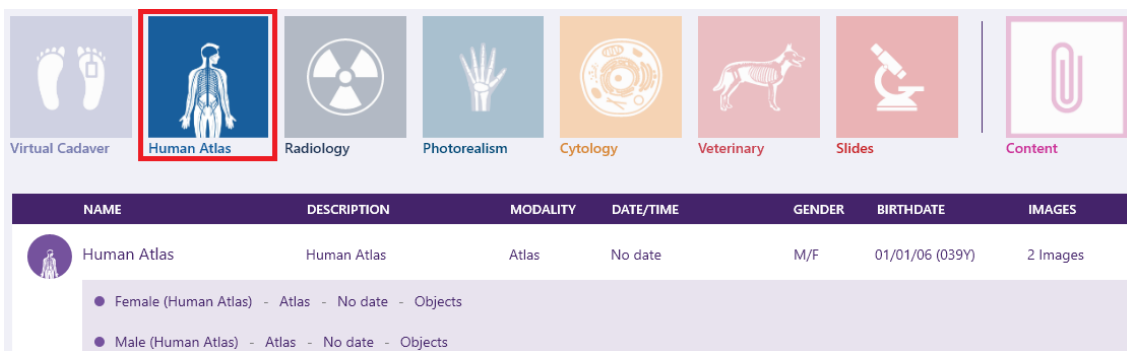 Virtual Cadaver Human Atlas Radiology Photorealism Cytology Veterinary Slides Content
NAME DESCRIPTION MODALITY DATE/TIME GENDER BIRTHDATE IMAGES
Human Atlas Human Atlas Atlas No date M/F 01/01/06 (039Y) 2 Images
Female (Human Atlas) - Atlas - No date - Objects
Male (Human Atlas) - Atlas - No date - Objects